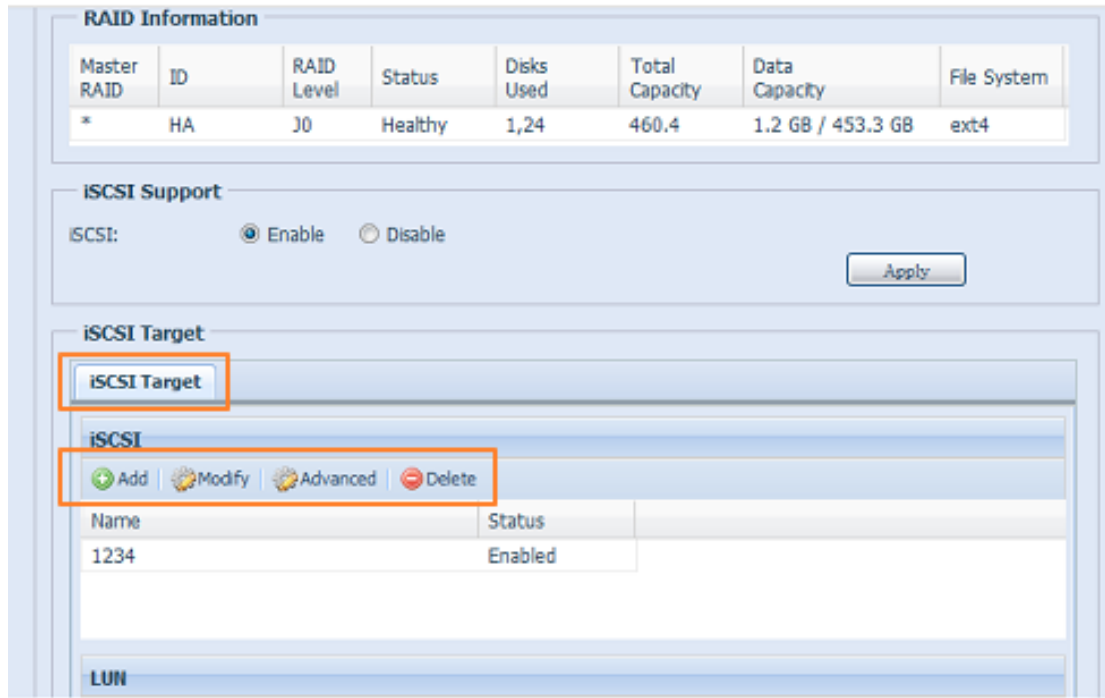 RAID Information
Master RAID ID RAID Level Status Disks Used Total Capacity Data Capacity File System
* HA J0 Healthy 1,24 460.4 1.2 GB / 453.3 GB ext4
iSCSI Support
iSCSI: Enable Disable
Apply
iSCSI Target
iSCSI Target
iSCSI
Add Modify Advanced Delete
Name Status
1234 Enabled
LUN